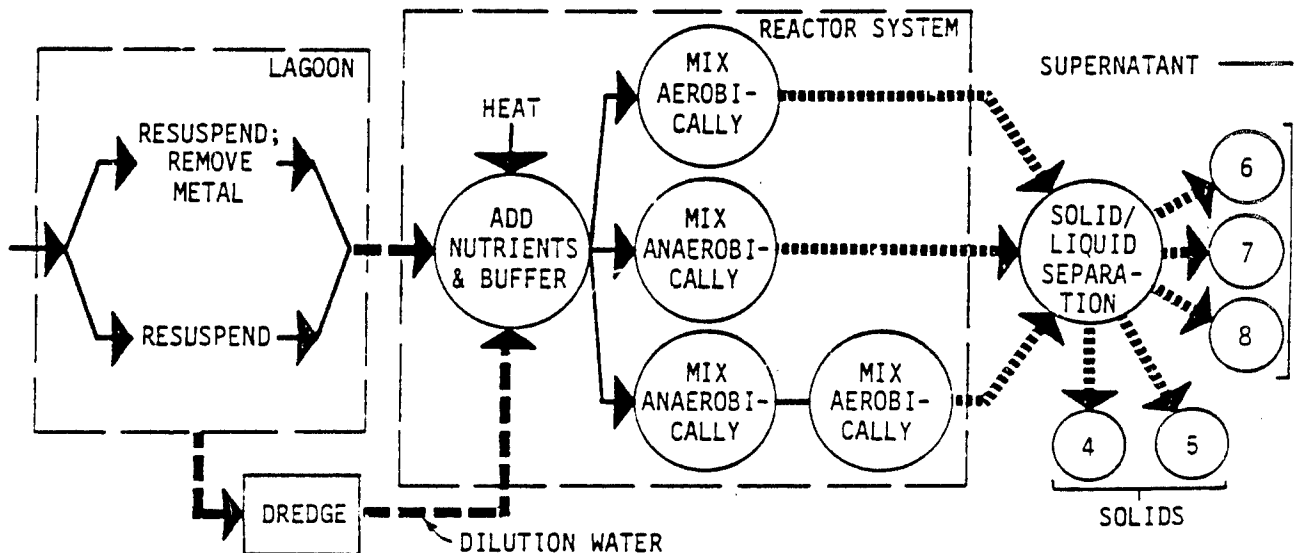 REACTOR SYSTEM
LAGOON
RESUSPEND;
REMOVE
METAL
RESUSPEND
DREDGE
DILUTION WATER
HEAT
ADD
NUTRIENTS
& BUFFER
MIX
AEROBI-
CALLY
MIX
ANAEROBI-
CALLY
MIX
ANAEROBI-
CALLY
MIX
AEROBI-
CALLY
SUPERNATANT
SOLID/
LIQUID
SEPARA-
TION
6
7
8
4
5
SOLIDS